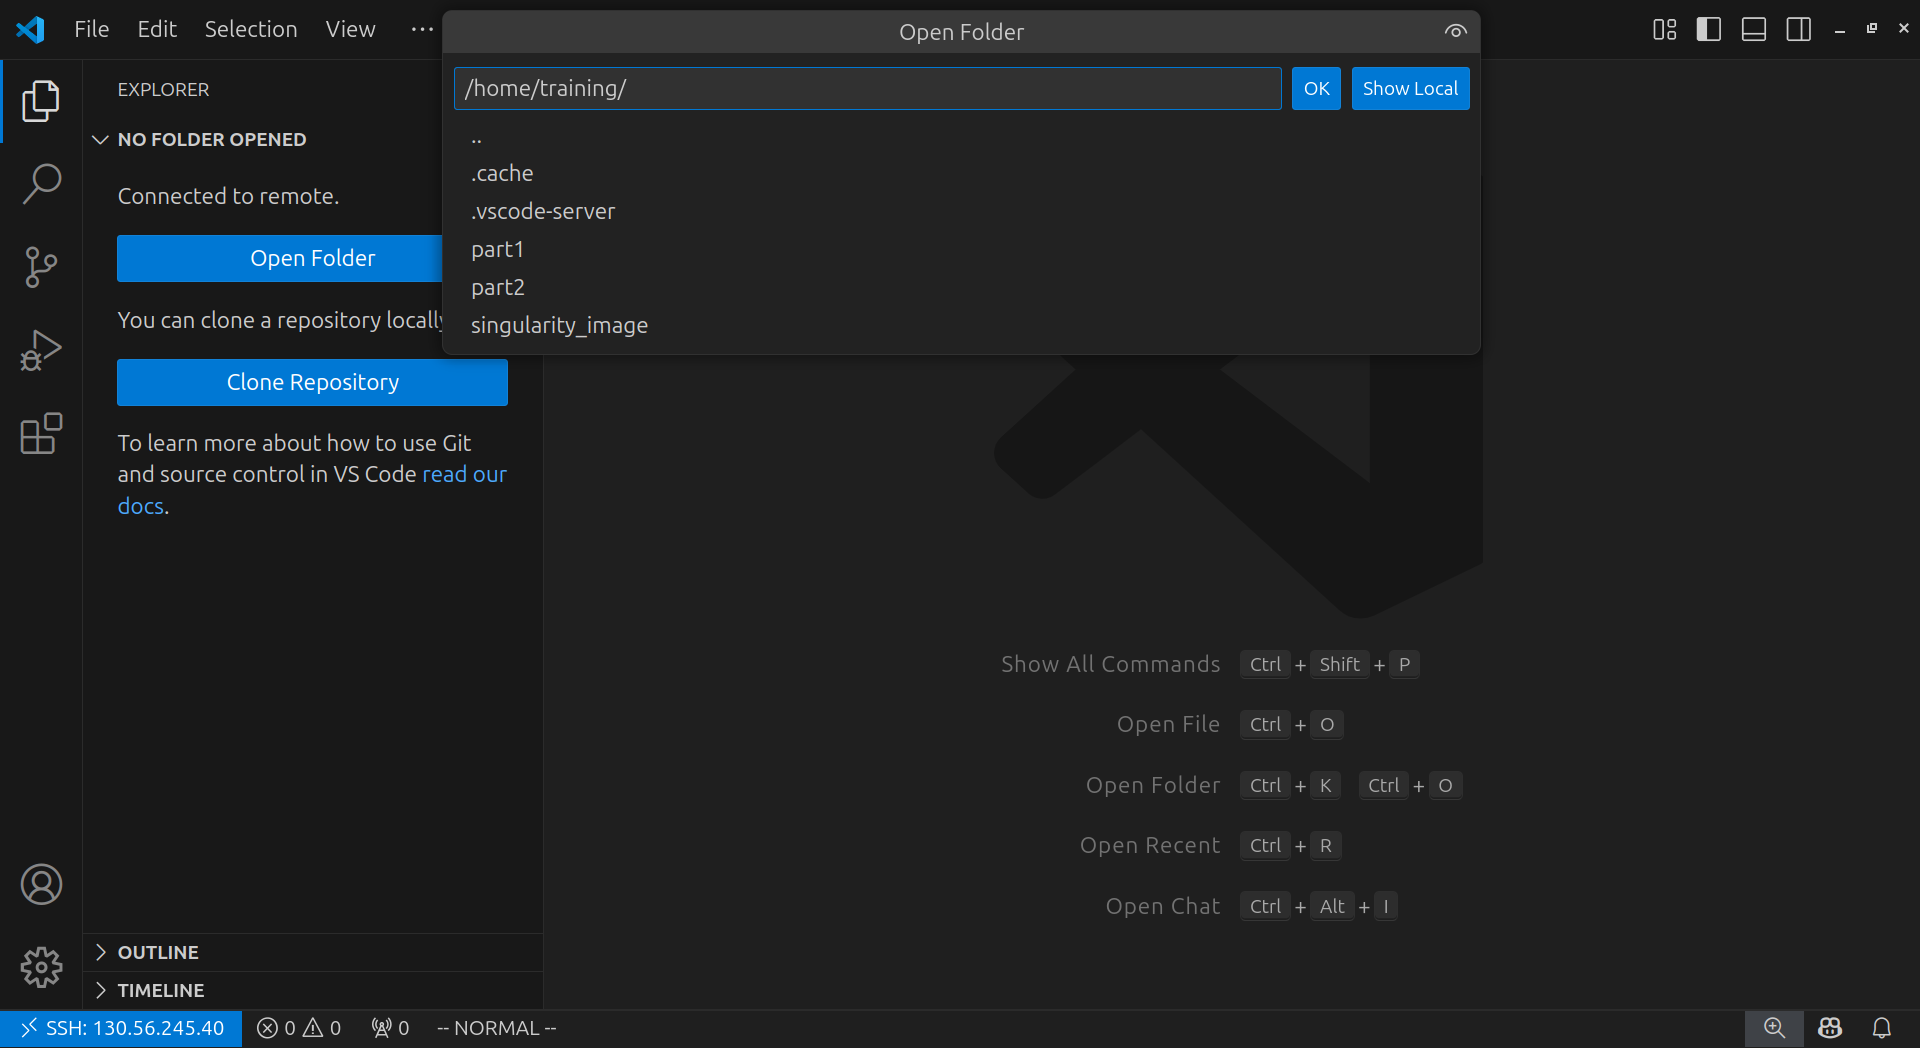 File Edit Selection View ···
Open Folder
/home/training/
OK
Show Local
..
.cache
.vscode-server
part1
part2
singularity_image
EXPLORER
NO FOLDER OPENED
Connected to remote.
Open Folder
You can clone a repository locally
Clone Repository
To learn more about how to use Git
and source control in VS Code read our
docs.
Show All Commands Ctrl + Shift + P
Open File Ctrl + O
Open Folder Ctrl + K Ctrl + O
Open Recent Ctrl + R
Open Chat Ctrl + Alt + I
OUTLINE
TIMELINE
SSH: 130.56.245.40 0 0 0 -- NORMAL --